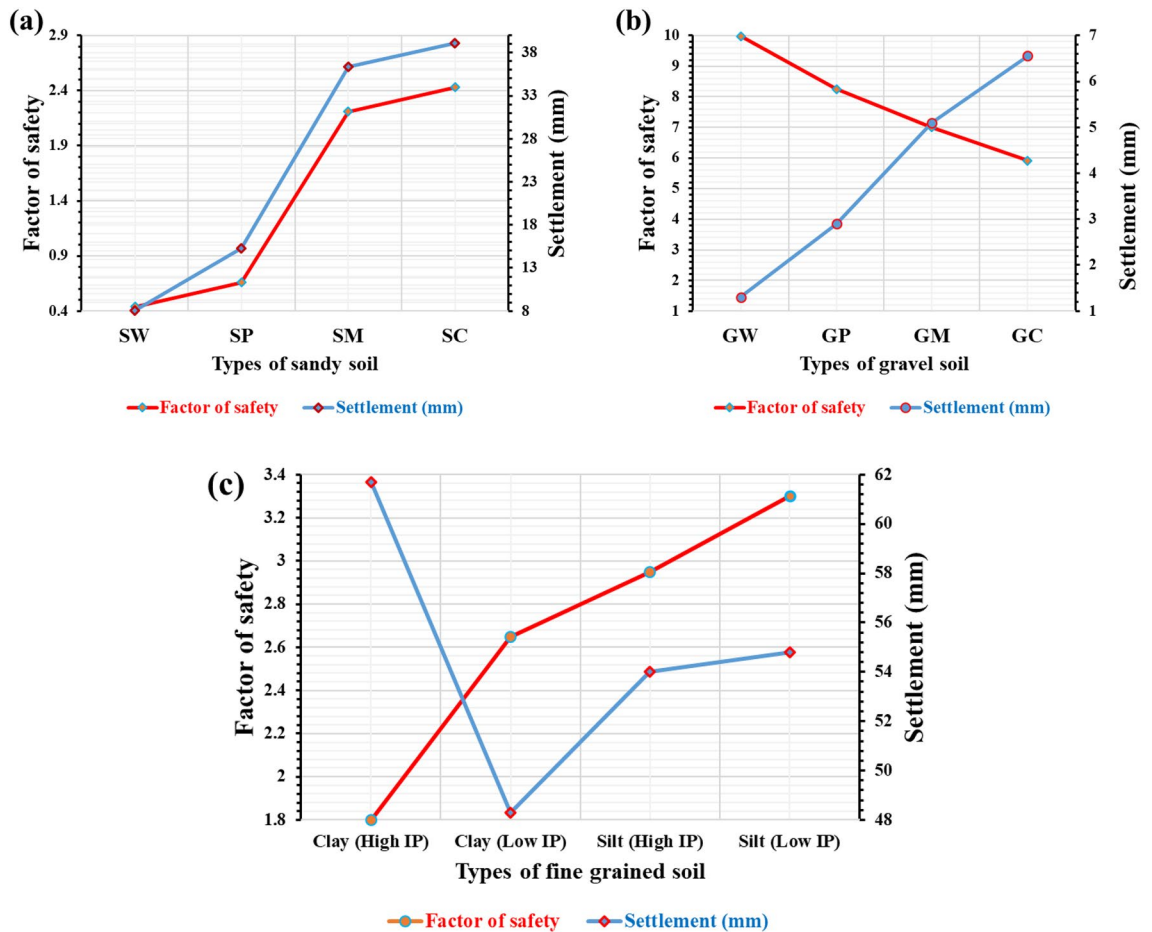 (a)
Factor of safety
2.9
2.4
1.9
1.4
0.9
0.4
38
33
28
23
18
13
8
Settlement (mm)
SW SP SM SC
Types of sandy soil
Factor of safety Settlement (mm)
(b)
Factor of safety
10
9
8
7
6
5
4
3
2
1
7
6
5
4
3
2
1
Settlement (mm)
GW GP GM GC
Types of gravel soil
Factor of safety Settlement (mm)
(c)
Factor of safety
3.4
3.2
3
2.8
2.6
2.4
2.2
2
1.8
62
60
58
56
54
52
50
48
Settlement (mm)
Clay (High IP) Clay (Low IP) Silt (High IP) Silt (Low IP)
Types of fine grained soil
Factor of safety Settlement (mm)